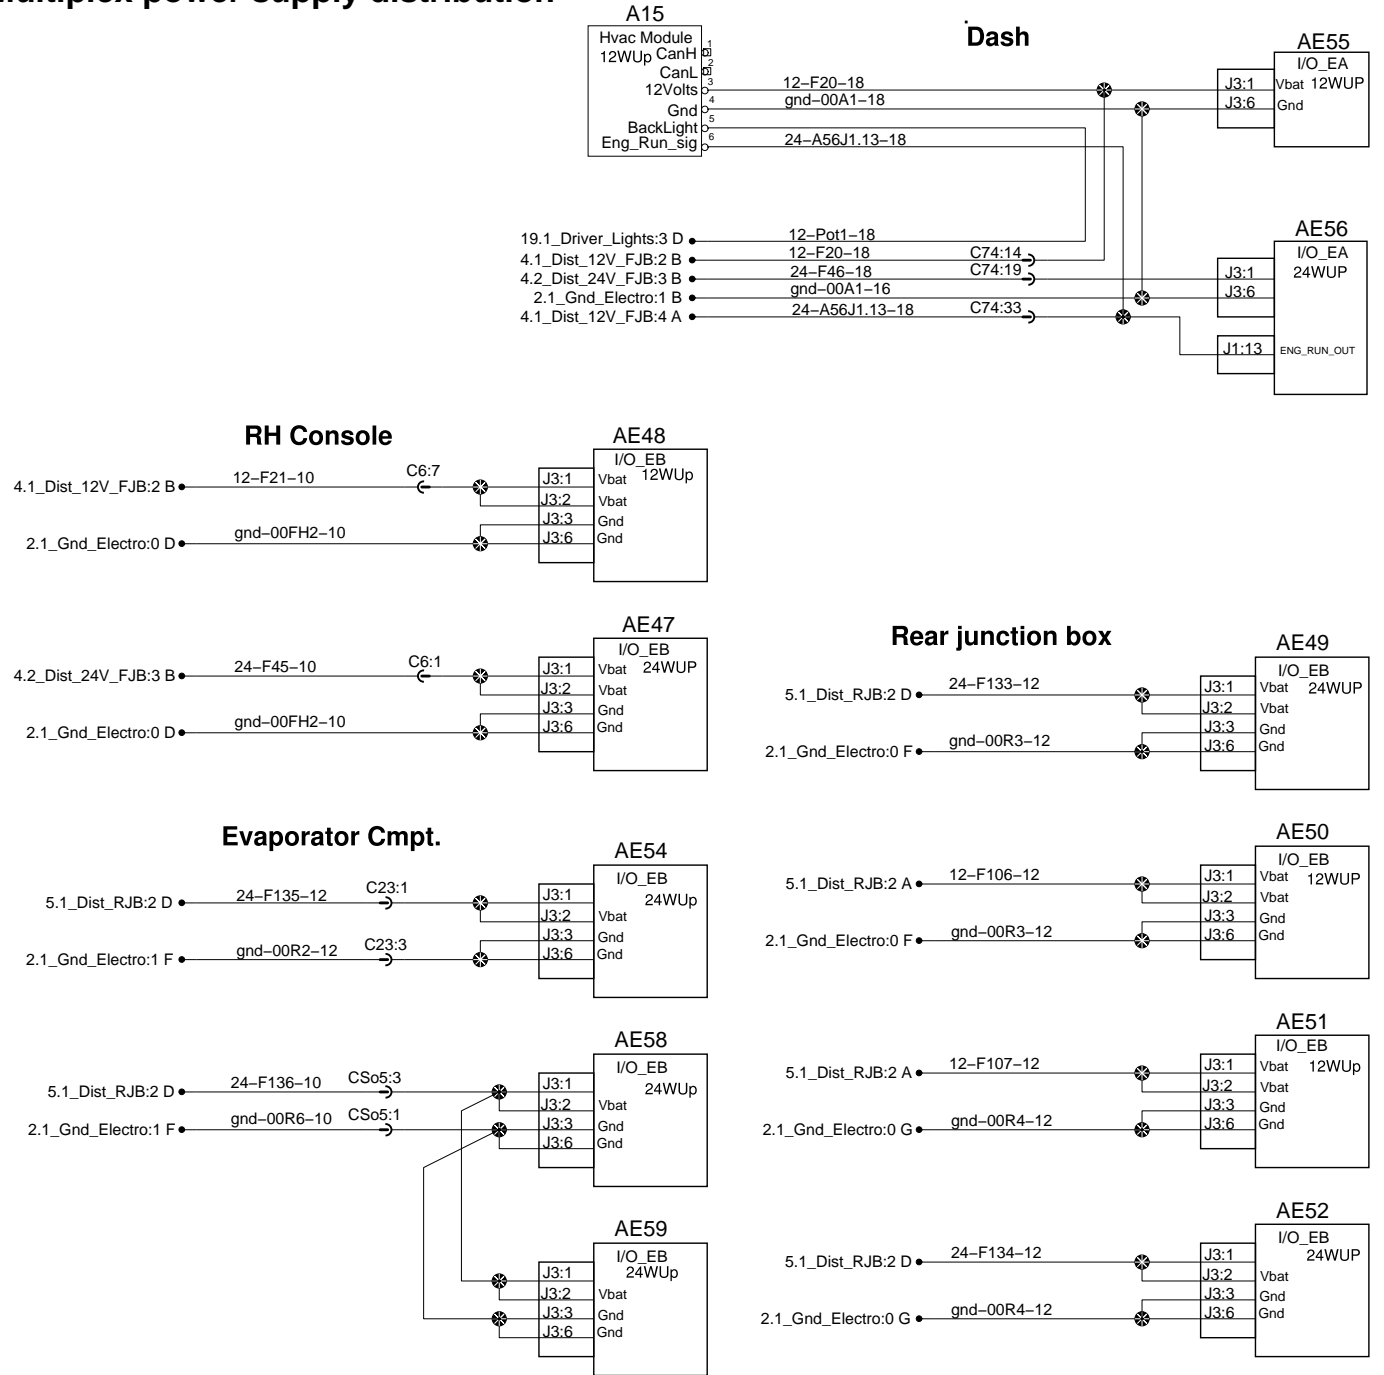 power supply distribution
A15
Hvac Module
12WUp CanH 1
CanL 2
12Volts 3
Gnd 4
BackLight 5
Eng_Run_sig 6
12–F20–18
gnd–00A1–18
24–A56J1.13–18
Dash
AE55
I/O_EA
J3:1 Vbat 12WUP
J3:6 Gnd
19.1_Driver_Lights:3 D 12–Pot1–18
4.1_Dist_12V_FJB:2 B 12–F20–18 C74:14
4.2_Dist_24V_FJB:3 B 24–F46–18 C74:19
2.1_Gnd_Electro:1 B gnd–00A1–16
4.1_Dist_12V_FJB:4 A 24–A56J1.13–18 C74:33
AE56
I/O_EA
24WUP
J3:1
J3:6
J1:13 ENG_RUN_OUT
RH Console
AE48
I/O_EB
12WUp
4.1_Dist_12V_FJB:2 B 12–F21–10 C6:7
J3:1 Vbat
J3:2 Vbat
J3:3 Gnd
J3:6 Gnd
2.1_Gnd_Electro:0 D gnd–00FH2–10
AE47
I/O_EB
24WUP
4.2_Dist_24V_FJB:3 B 24–F45–10 C6:1
J3:1 Vbat
J3:2 Vbat
J3:3 Gnd
J3:6 Gnd
2.1_Gnd_Electro:0 D gnd–00FH2–10
Rear junction box
AE49
I/O_EB
24WUP
5.1_Dist_RJB:2 D 24–F133–12
J3:1 Vbat
J3:2 Vbat
J3:3 Gnd
J3:6 Gnd
2.1_Gnd_Electro:0 F gnd–00R3–12
Evaporator Cmpt.
AE54
I/O_EB
24WUp
5.1_Dist_RJB:2 D 24–F135–12 C23:1
J3:1
J3:2 Vbat
J3:3 Gnd
J3:6 Gnd
2.1_Gnd_Electro:1 F gnd–00R2–12 C23:3
AE50
I/O_EB
12WUP
5.1_Dist_RJB:2 A 12–F106–12
J3:1 Vbat
J3:2 Vbat
J3:3 Gnd
J3:6 Gnd
2.1_Gnd_Electro:0 F gnd–00R3–12
AE58
I/O_EB
24WUp
5.1_Dist_RJB:2 D 24–F136–10 CSo5:3
J3:1
J3:2 Vbat
J3:3 Gnd
J3:6 Gnd
2.1_Gnd_Electro:1 F gnd–00R6–10 CSo5:1
AE51
I/O_EB
12WUp
5.1_Dist_RJB:2 A 12–F107–12
J3:1 Vbat
J3:2 Vbat
J3:3 Gnd
J3:6 Gnd
2.1_Gnd_Electro:0 G gnd–00R4–12
AE59
I/O_EB
24WUp
J3:1
J3:2 Vbat
J3:3 Gnd
J3:6 Gnd
AE52
I/O_EB
24WUP
5.1_Dist_RJB:2 D 24–F134–12
J3:1
J3:2 Vbat
J3:3 Gnd
J3:6 Gnd
2.1_Gnd_Electro:0 G gnd–00R4–12